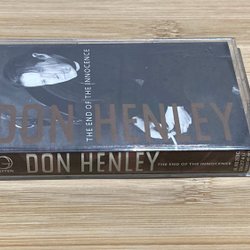 THE END OF THE INNOCENCE
DON HENLEY
DON HENLEY THE END OF THE INNOCENCE